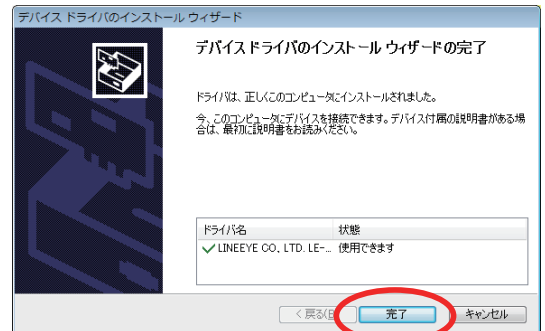 デバイス ドライバのインストール ウィザード
デバイス ドライバのインストール ウィザードの完了
ドライバは、正しくこのコンピュータにインストールされました。
今、このコンピュータにデバイスを接続できます。デバイス付属の説明書がある場
合は、最初に説明書をお読みください。
ドライバ名 状態
LINEEYE CO., LTD. LE-... 使用できます
< 戻る(B 完了 キャンセル